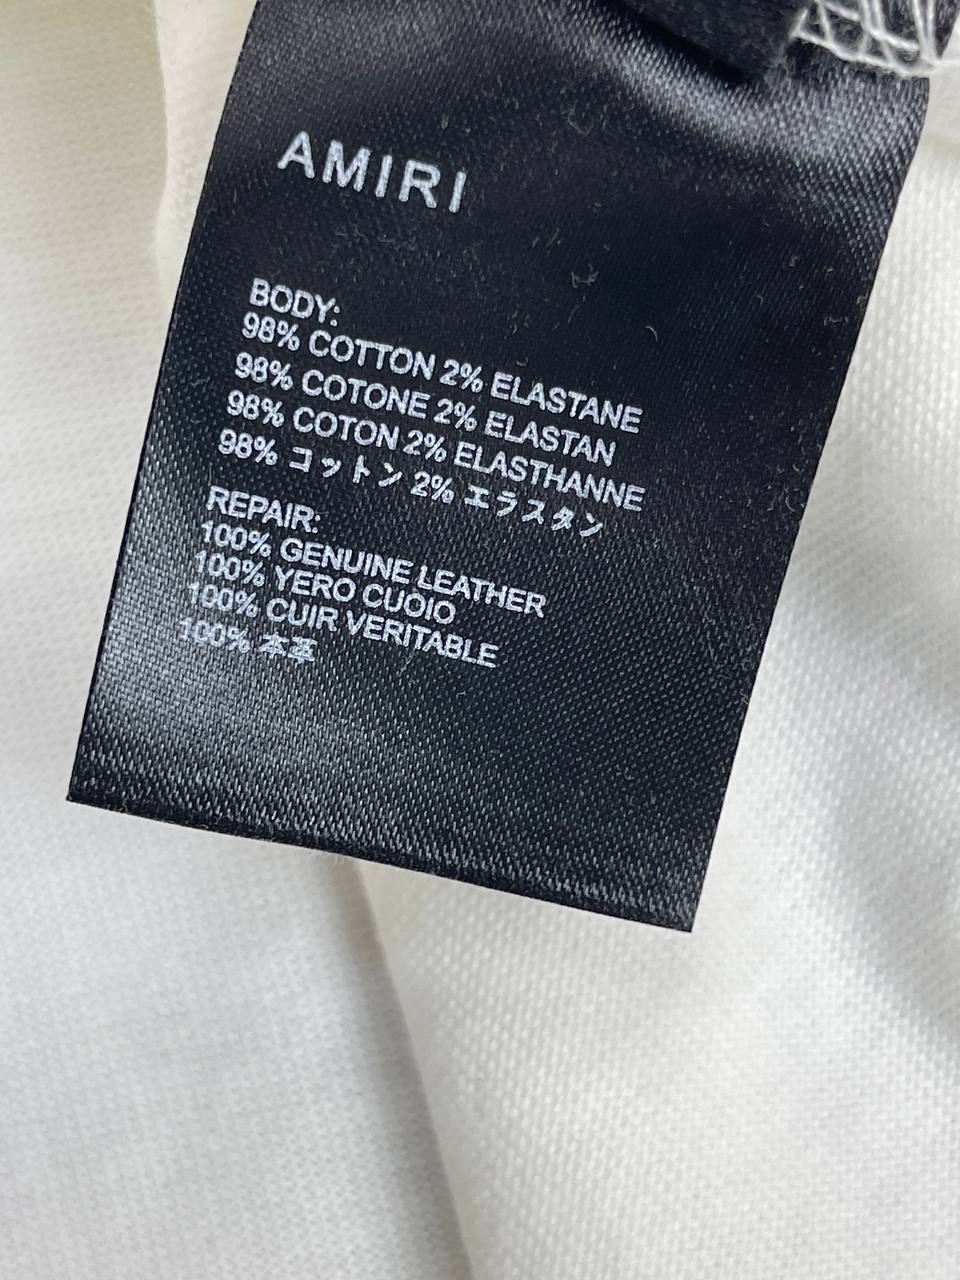 AMIRI
BODY:
98% COTTON 2% ELASTANE
98% COTONE 2% ELASTAN
98% COTON 2% ELASTHANNE
98% コットン 2% エラスタン
REPAIR:
100% GENUINE LEATHER
100% YERO CUOIO
100% CUIR VERITABLE
100% 本革